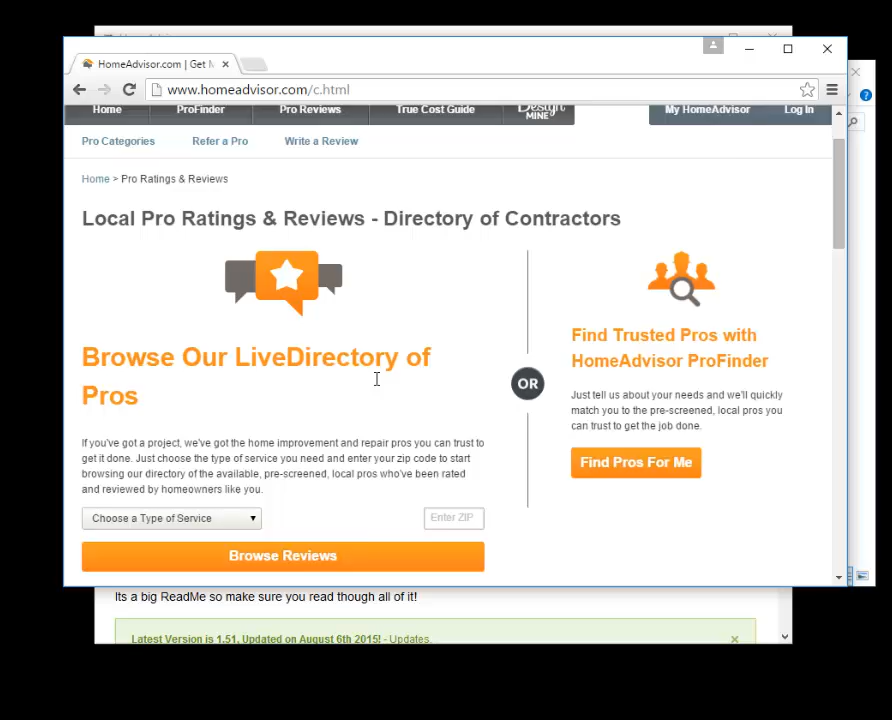 HomeAdvisor.com | Get
www.homeadvisor.com/c.html
Home ProFinder Pro Reviews True Cost Guide Design MINE My HomeAdvisor Log In
Pro Categories Refer a Pro Write a Review
Home > Pro Ratings & Reviews
Local Pro Ratings & Reviews - Directory of Contractors
Browse Our LiveDirectory of
Pros
If you've got a project, we've got the home improvement and repair pros you can trust to
get it done. Just choose the type of service you need and enter your zip code to start
browsing our directory of the available, pre-screened, local pros who've been rated
and reviewed by homeowners like you.
Choose a Type of Service Enter ZIP
Browse Reviews
OR
Find Trusted Pros with
HomeAdvisor ProFinder
Just tell us about your needs and we'll quickly
match you to the pre-screened, local pros you
can trust to get the job done.
Find Pros For Me
Its a big ReadMe so make sure you read though all of it!
Latest Version is 1.51, Updated on August 6th 2015! - Updates.